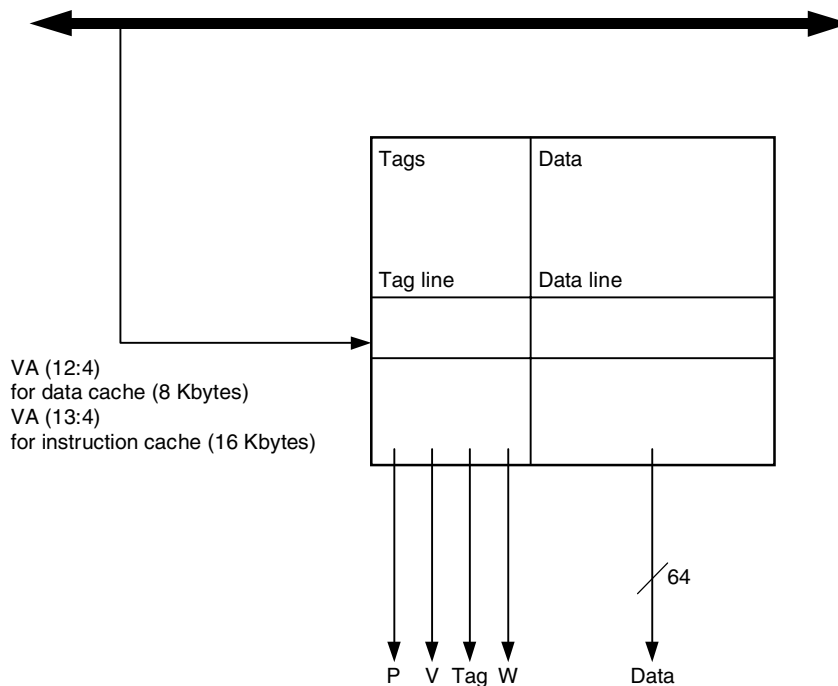 Tags
Data
Tag line
Data line
VA (12:4)
for data cache (8 Kbytes)
VA (13:4)
for instruction cache (16 Kbytes)
64
P
V
Tag
W
Data